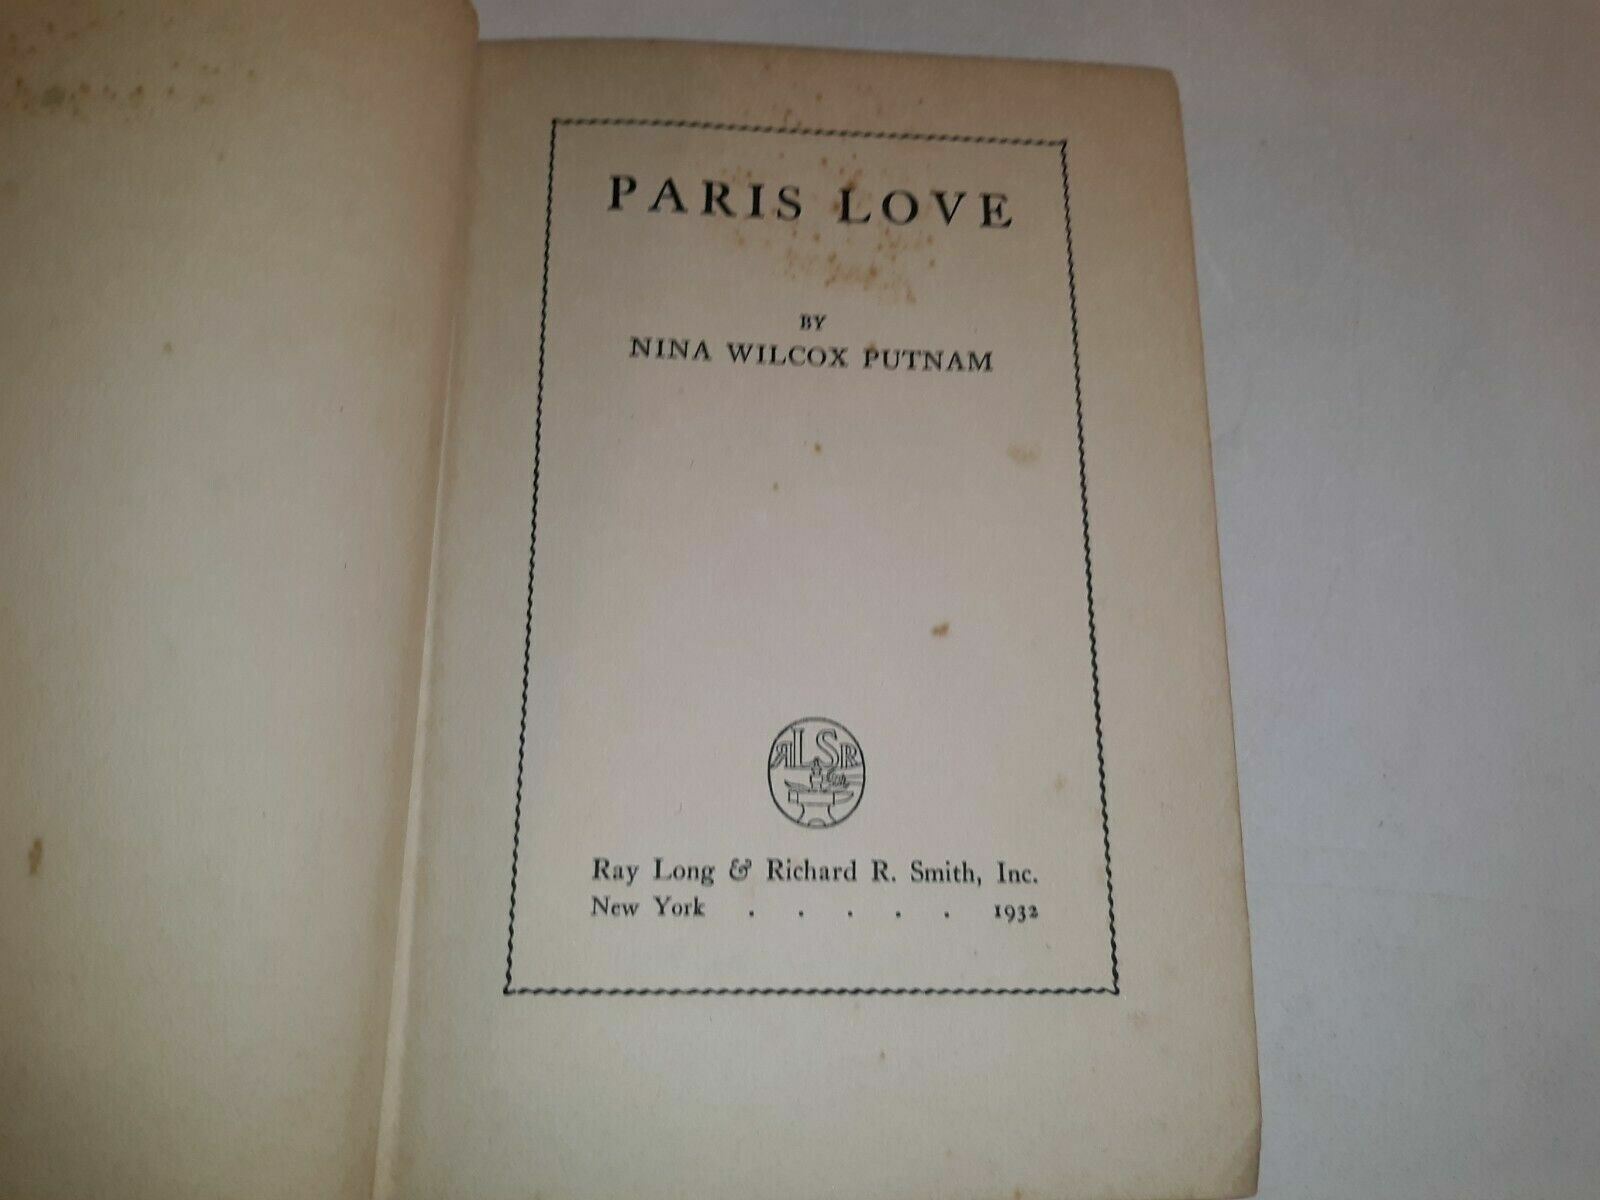 PARIS LOVE
BY
NINA WILCOX PUTNAM
RLSR
Ray Long & Richard R. Smith, Inc.
New York . . . . . 1932